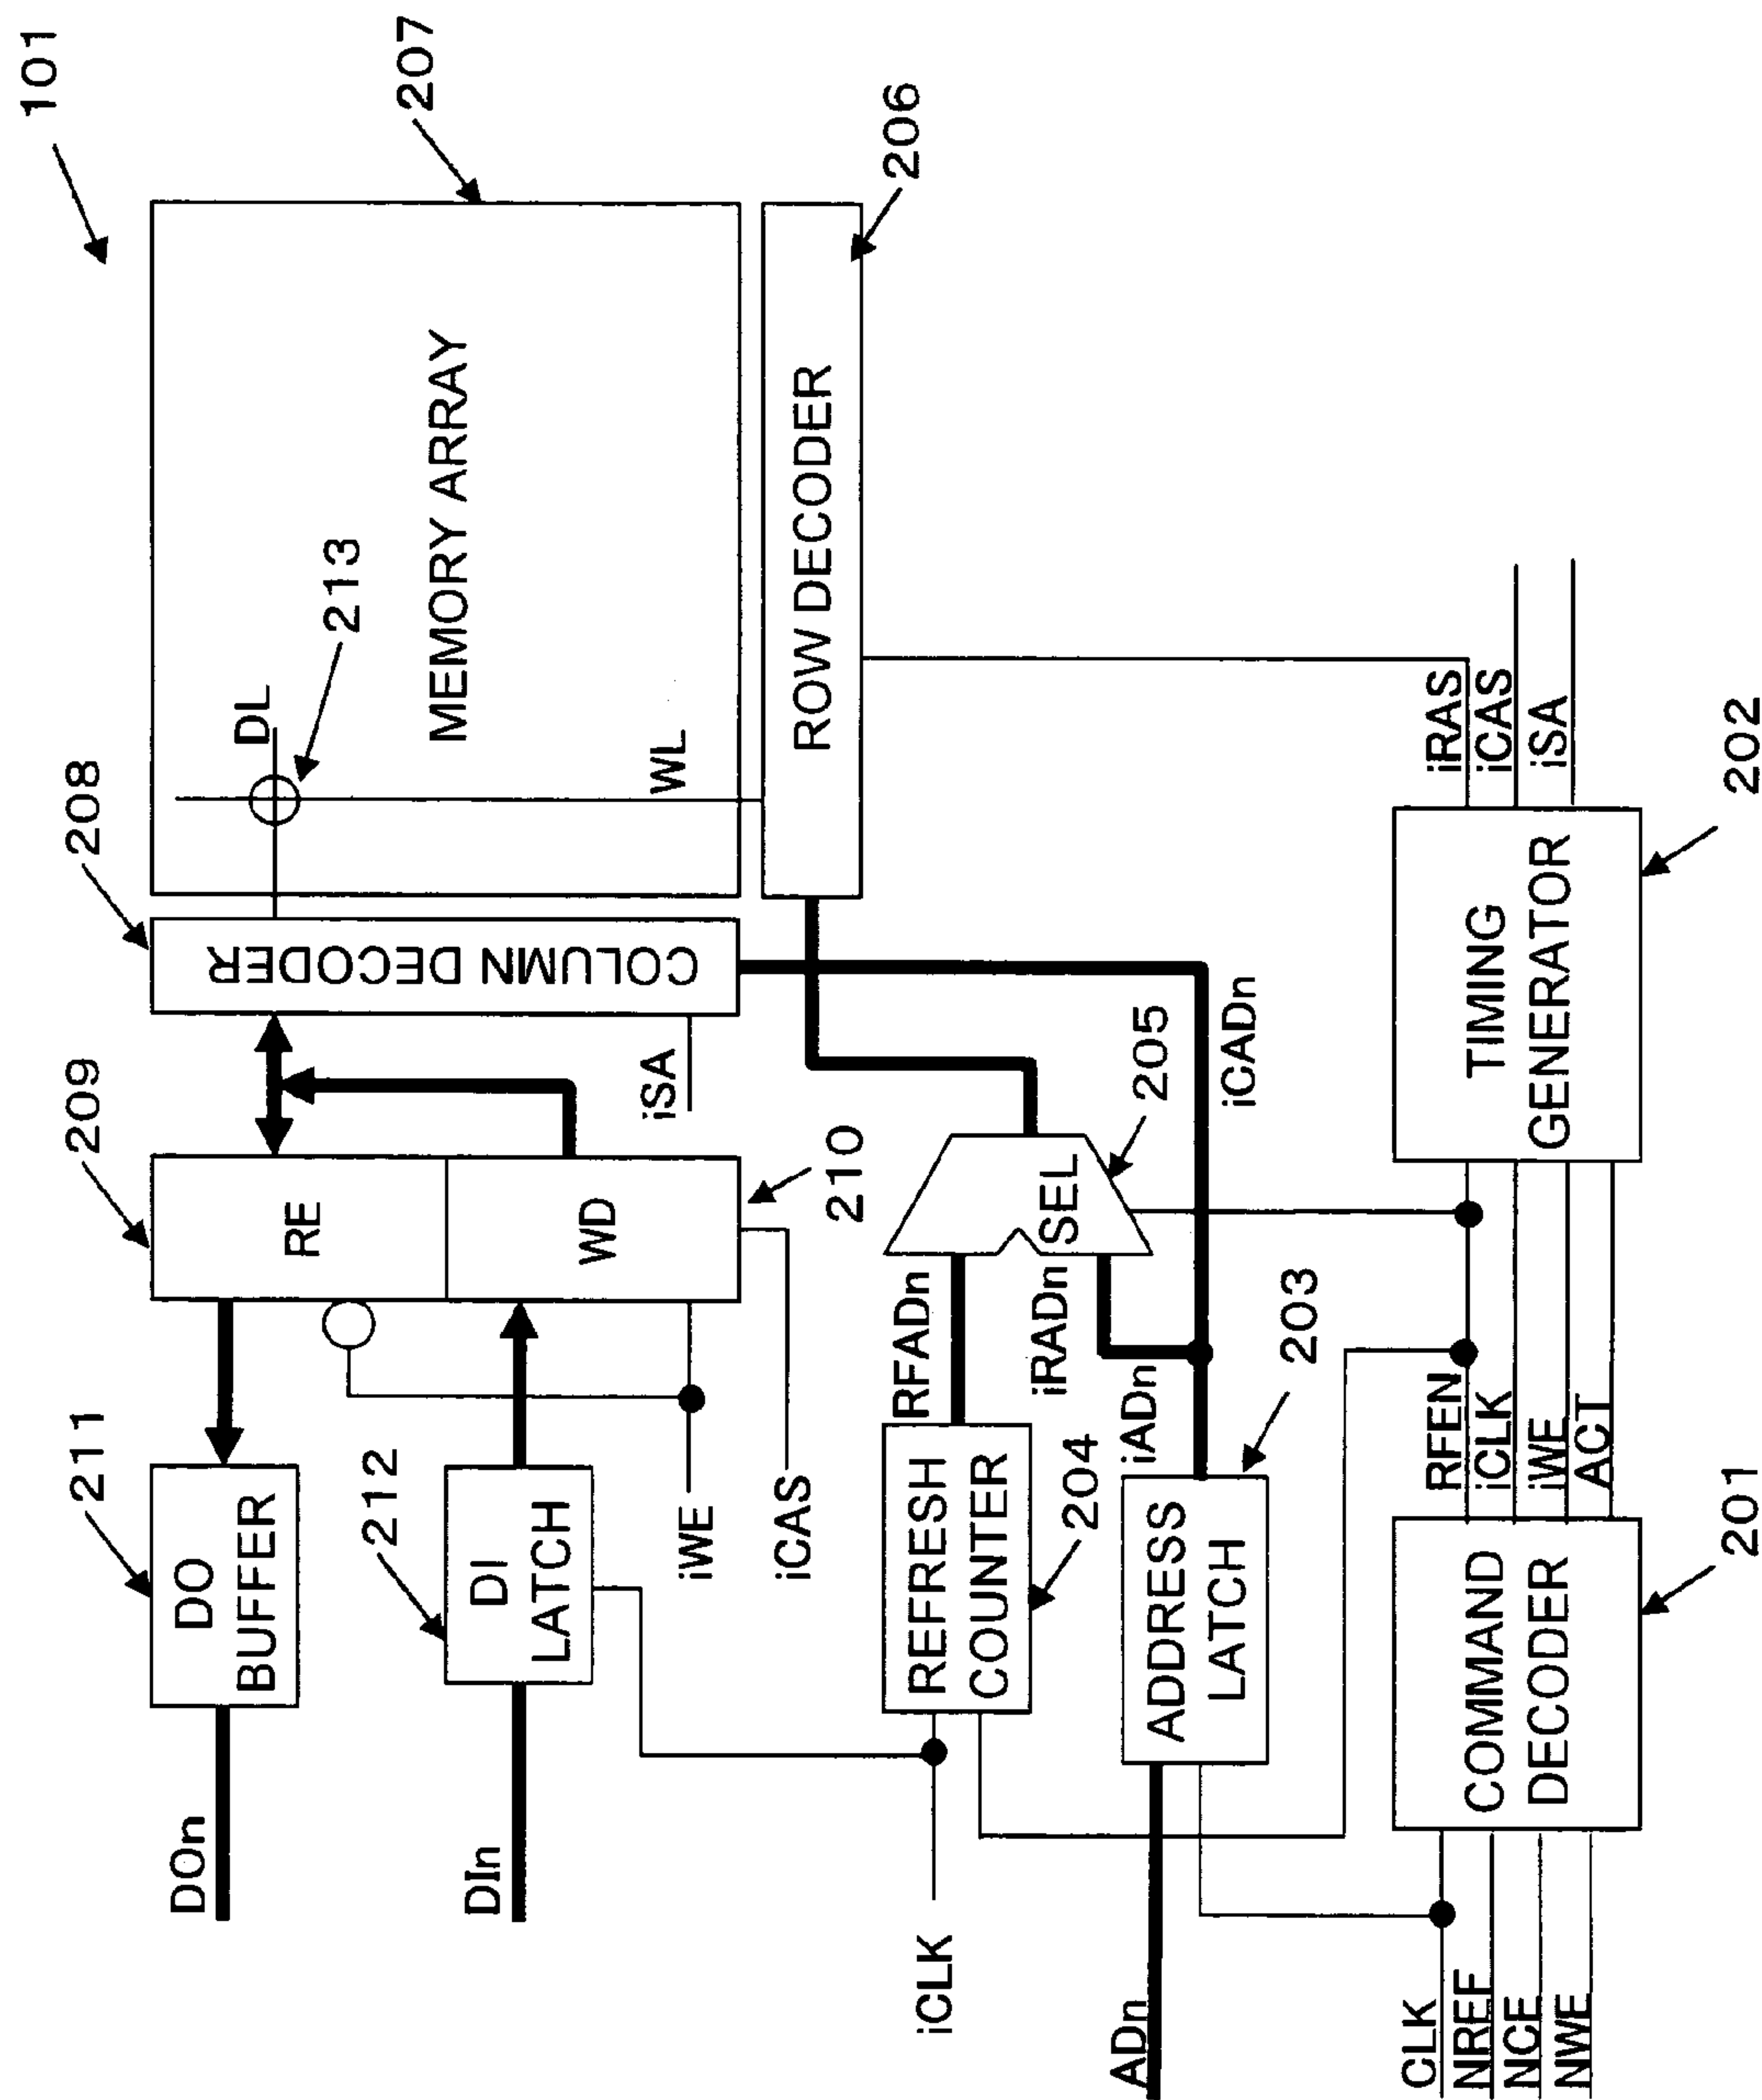 101
207
206
MEMORY ARRAY
ROW DECODER
213
DL
WL
208
COLUMN DECODER
209
RE
WD
210
iSA
211
DO
BUFFER
DOn
212
DI
LATCH
DIn
iWE
iCAS
RFADn
iRADn
SEL
205
iCADn
REFRESH
COUNTER
204
iCLK
iADn
203
ADDRESS
LATCH
ADn
iRAS
iCAS
iSA
TIMING
GENERATOR
202
RFEN
iCLK
iWE
ACT
COMMAND
DECODER
201
CLK
NREF
NCE
NWE